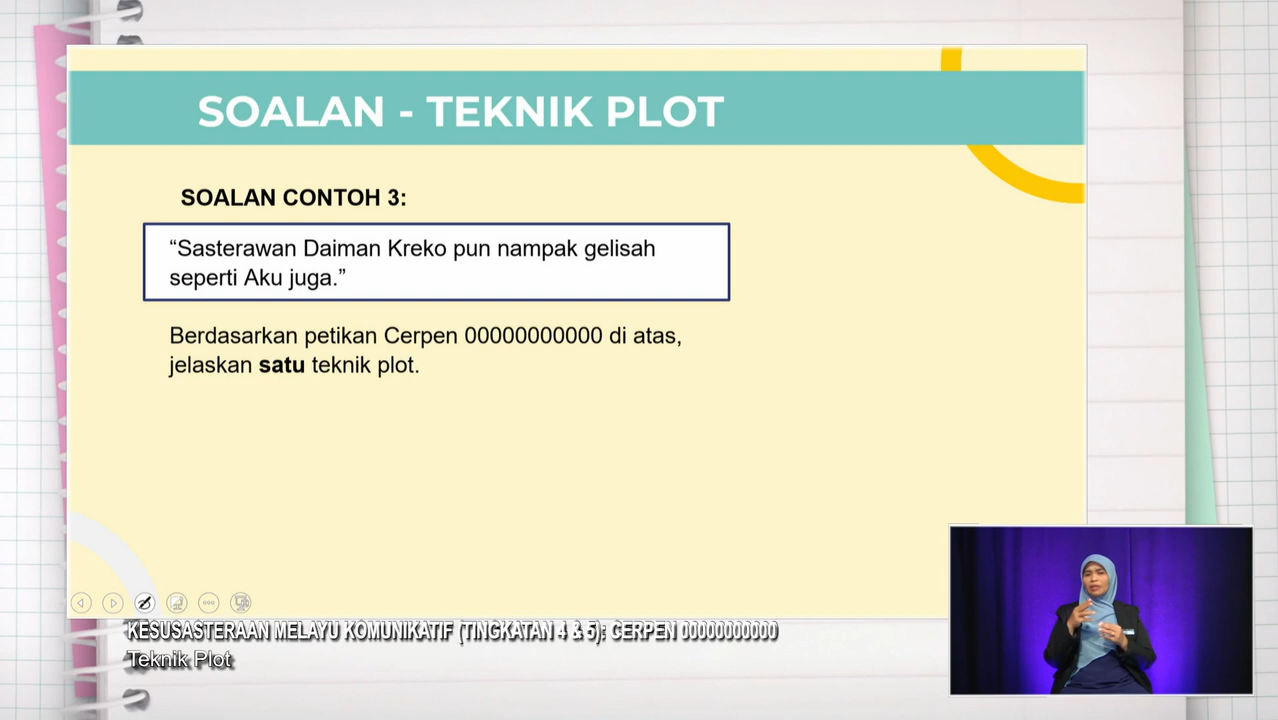 SOALAN - TEKNIK PLOT
SOALAN CONTOH 3:
“Sasterawan Daiman Kreko pun nampak gelisah
seperti Aku juga.”
Berdasarkan petikan Cerpen 00000000000 di atas,
jelaskan satu teknik plot.
KESUSASTERAAN MELAYU KOMUNIKATIF (TINGKATAN 4 & 5): CERPEN 00000000000
Teknik Plot